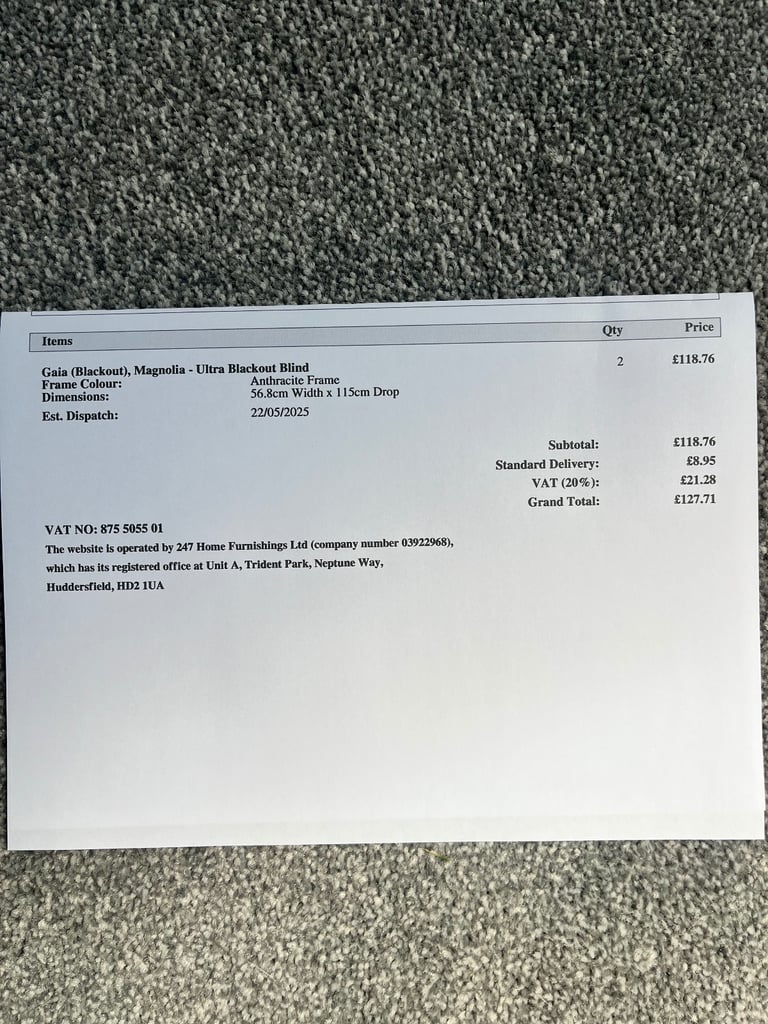 Items Qty Price
Gaia (Blackout), Magnolia - Ultra Blackout Blind 2 £118.76
Frame Colour: Anthracite Frame
Dimensions: 56.8cm Width x 115cm Drop
Est. Dispatch: 22/05/2025
Subtotal: £118.76
Standard Delivery: £8.95
VAT (20%): £21.28
Grand Total: £127.71
VAT NO: 875 5055 01
The website is operated by 247 Home Furnishings Ltd (company number 03922968),
which has its registered office at Unit A, Trident Park, Neptune Way,
Huddersfield, HD2 1UA